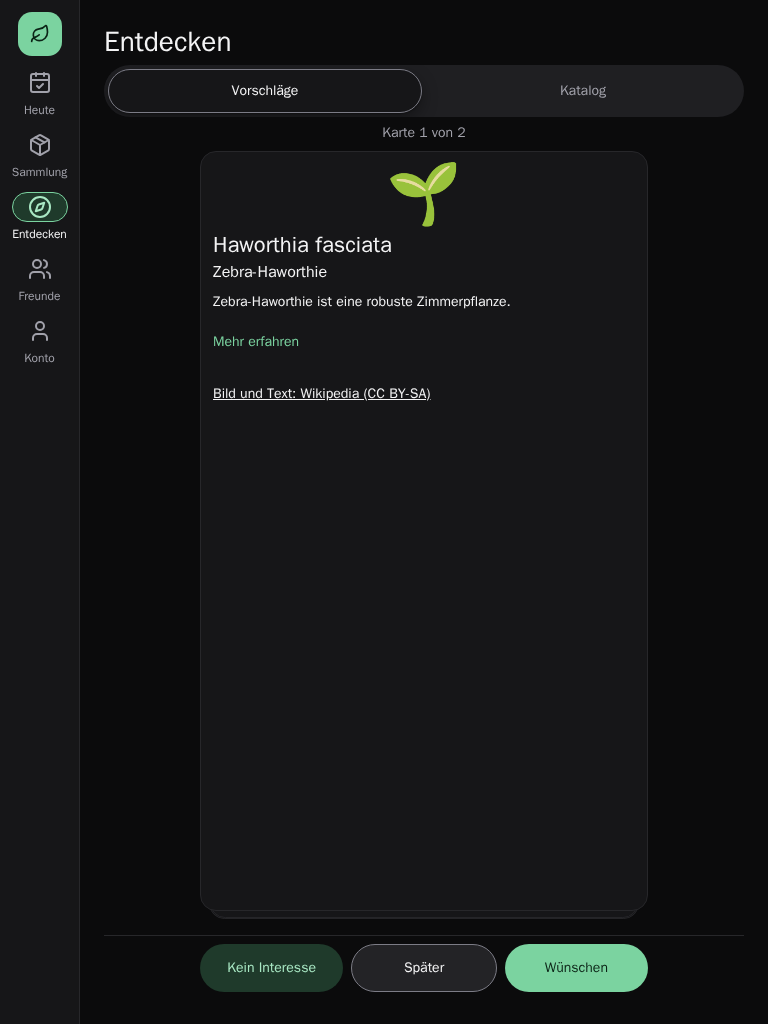 Entdecken
Vorschläge
Katalog
Heute
Sammlung
Entdecken
Freunde
Konto
Karte 1 von 2
Haworthia fasciata
Zebra-Haworthie
Zebra-Haworthie ist eine robuste Zimmerpflanze.
Mehr erfahren
Bild und Text: Wikipedia (CC BY-SA)
Kein Interesse
Später
Wünschen